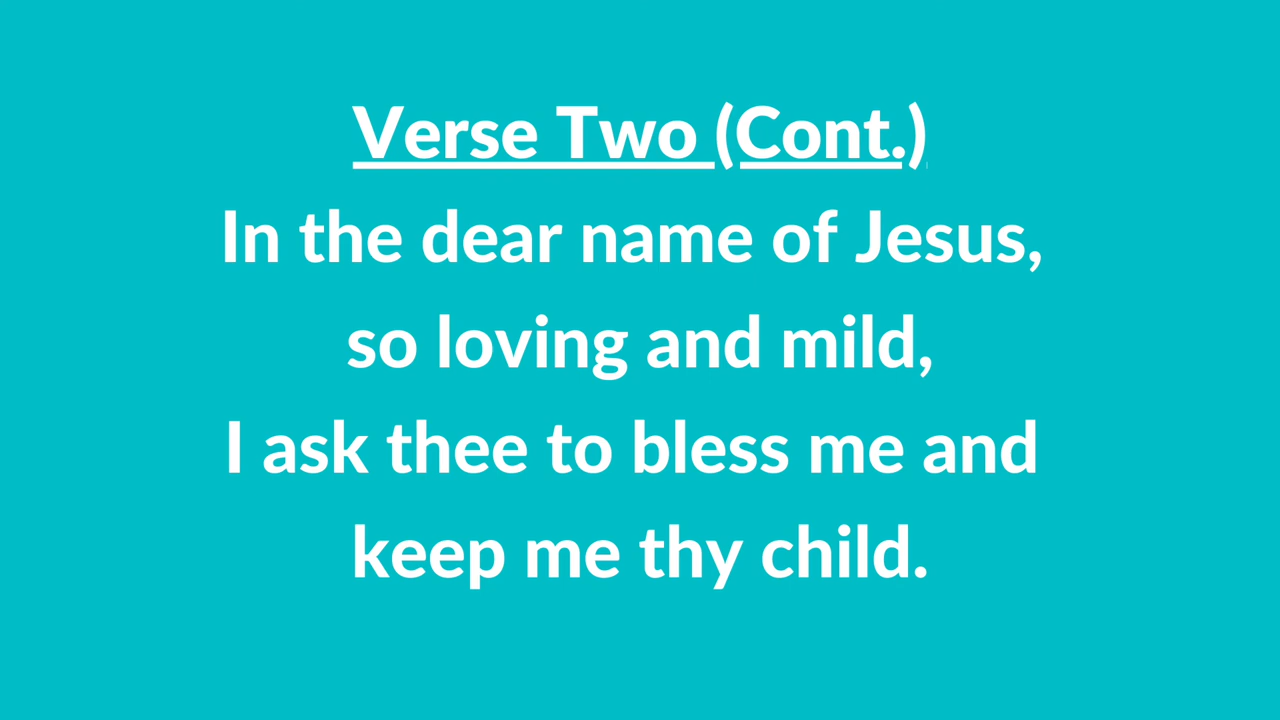 Verse Two (Cont.)
In the dear name of Jesus,
so loving and mild,
I ask thee to bless me and
keep me thy child.